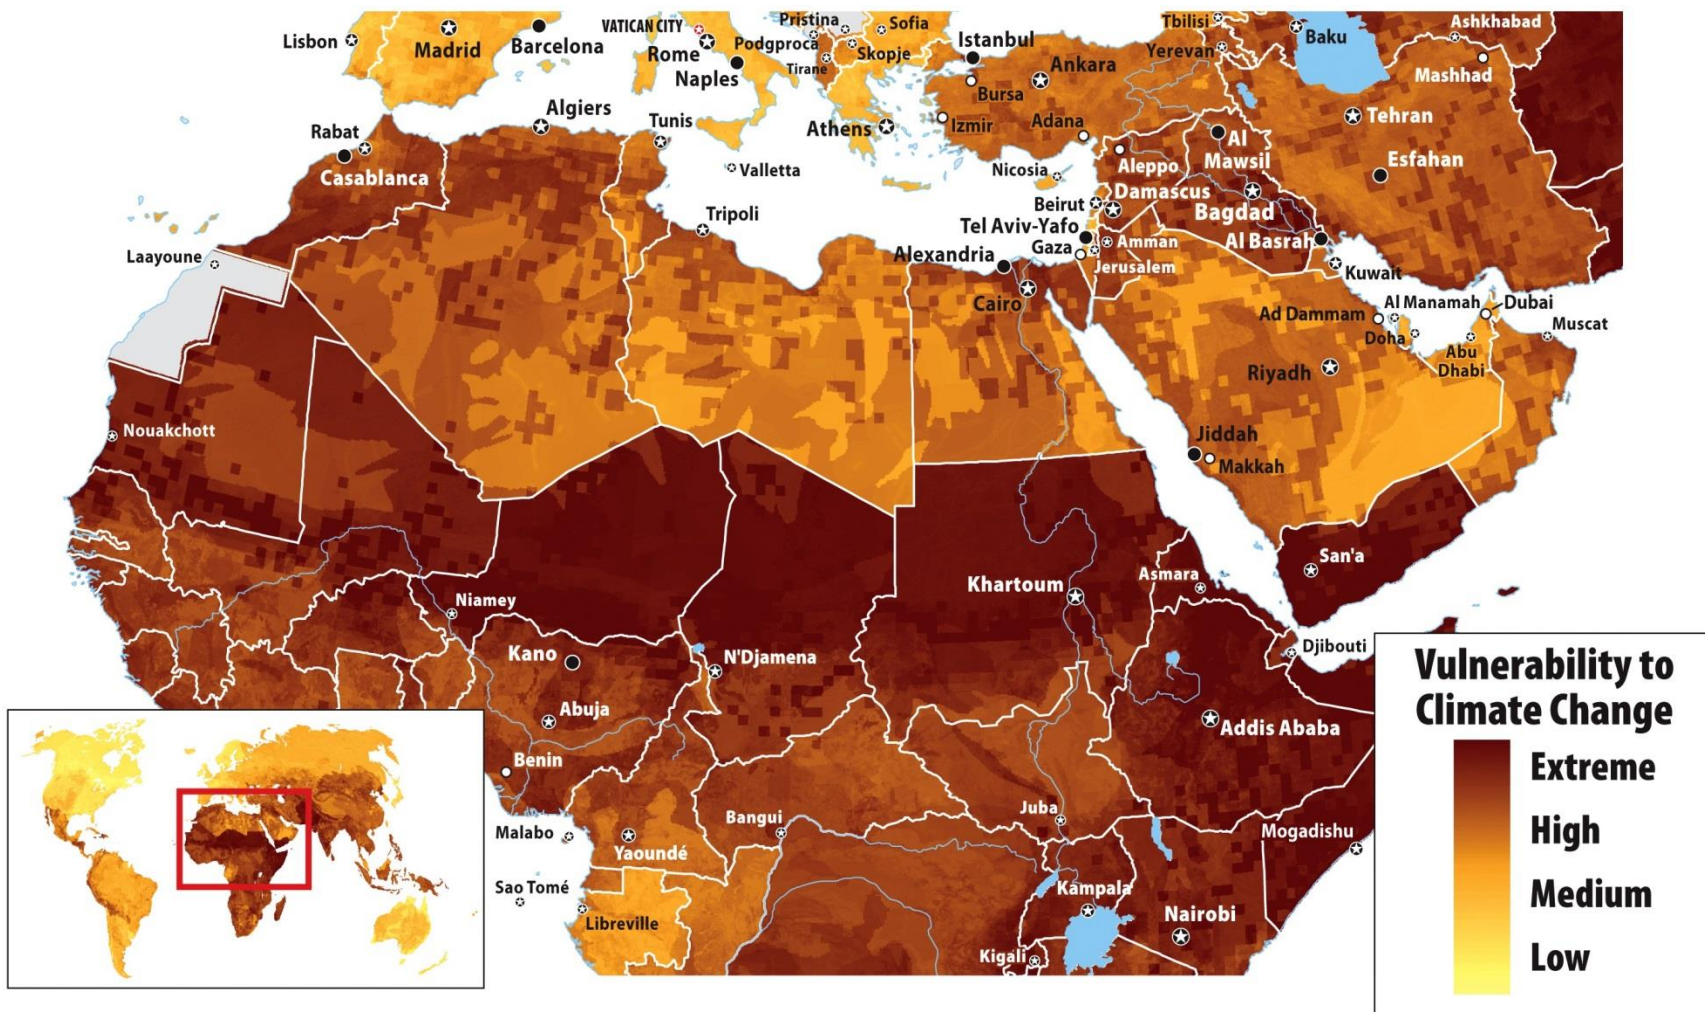 Lisbon
Madrid
Barcelona
VATICAN CITY
Rome
Naples
Pristina
Podgproca
Tirane
Sofia
Skopje
Istanbul
Bursa
Ankara
Izmir
Adana
Tbilisi
Yerevan
Baku
Ashkhabad
Mashhad
Tehran
Esfahan
Rabat
Casablanca
Algiers
Tunis
Valletta
Athens
Nicosia
Aleppo
Al
Mawsil
Damascus
Beirut
Bagdad
Tel Aviv-Yafo
Gaza
Amman
Jerusalem
Al Basrah
Kuwait
Tripoli
Alexandria
Cairo
Laayoune
Ad Dammam
Al Manamah
Dubai
Doha
Abu
Dhabi
Muscat
Riyadh
Jiddah
Makkah
Nouakchott
San'a
Khartoum
Asmara
Djibouti
Niamey
Kano
N'Djamena
Abuja
Addis Ababa
Benin
Malabo
Yaoundé
Bangui
Juba
Mogadishu
Sao Tomé
Libreville
Kampala
Nairobi
Kigali
Vulnerability to
Climate Change
Extreme
High
Medium
Low